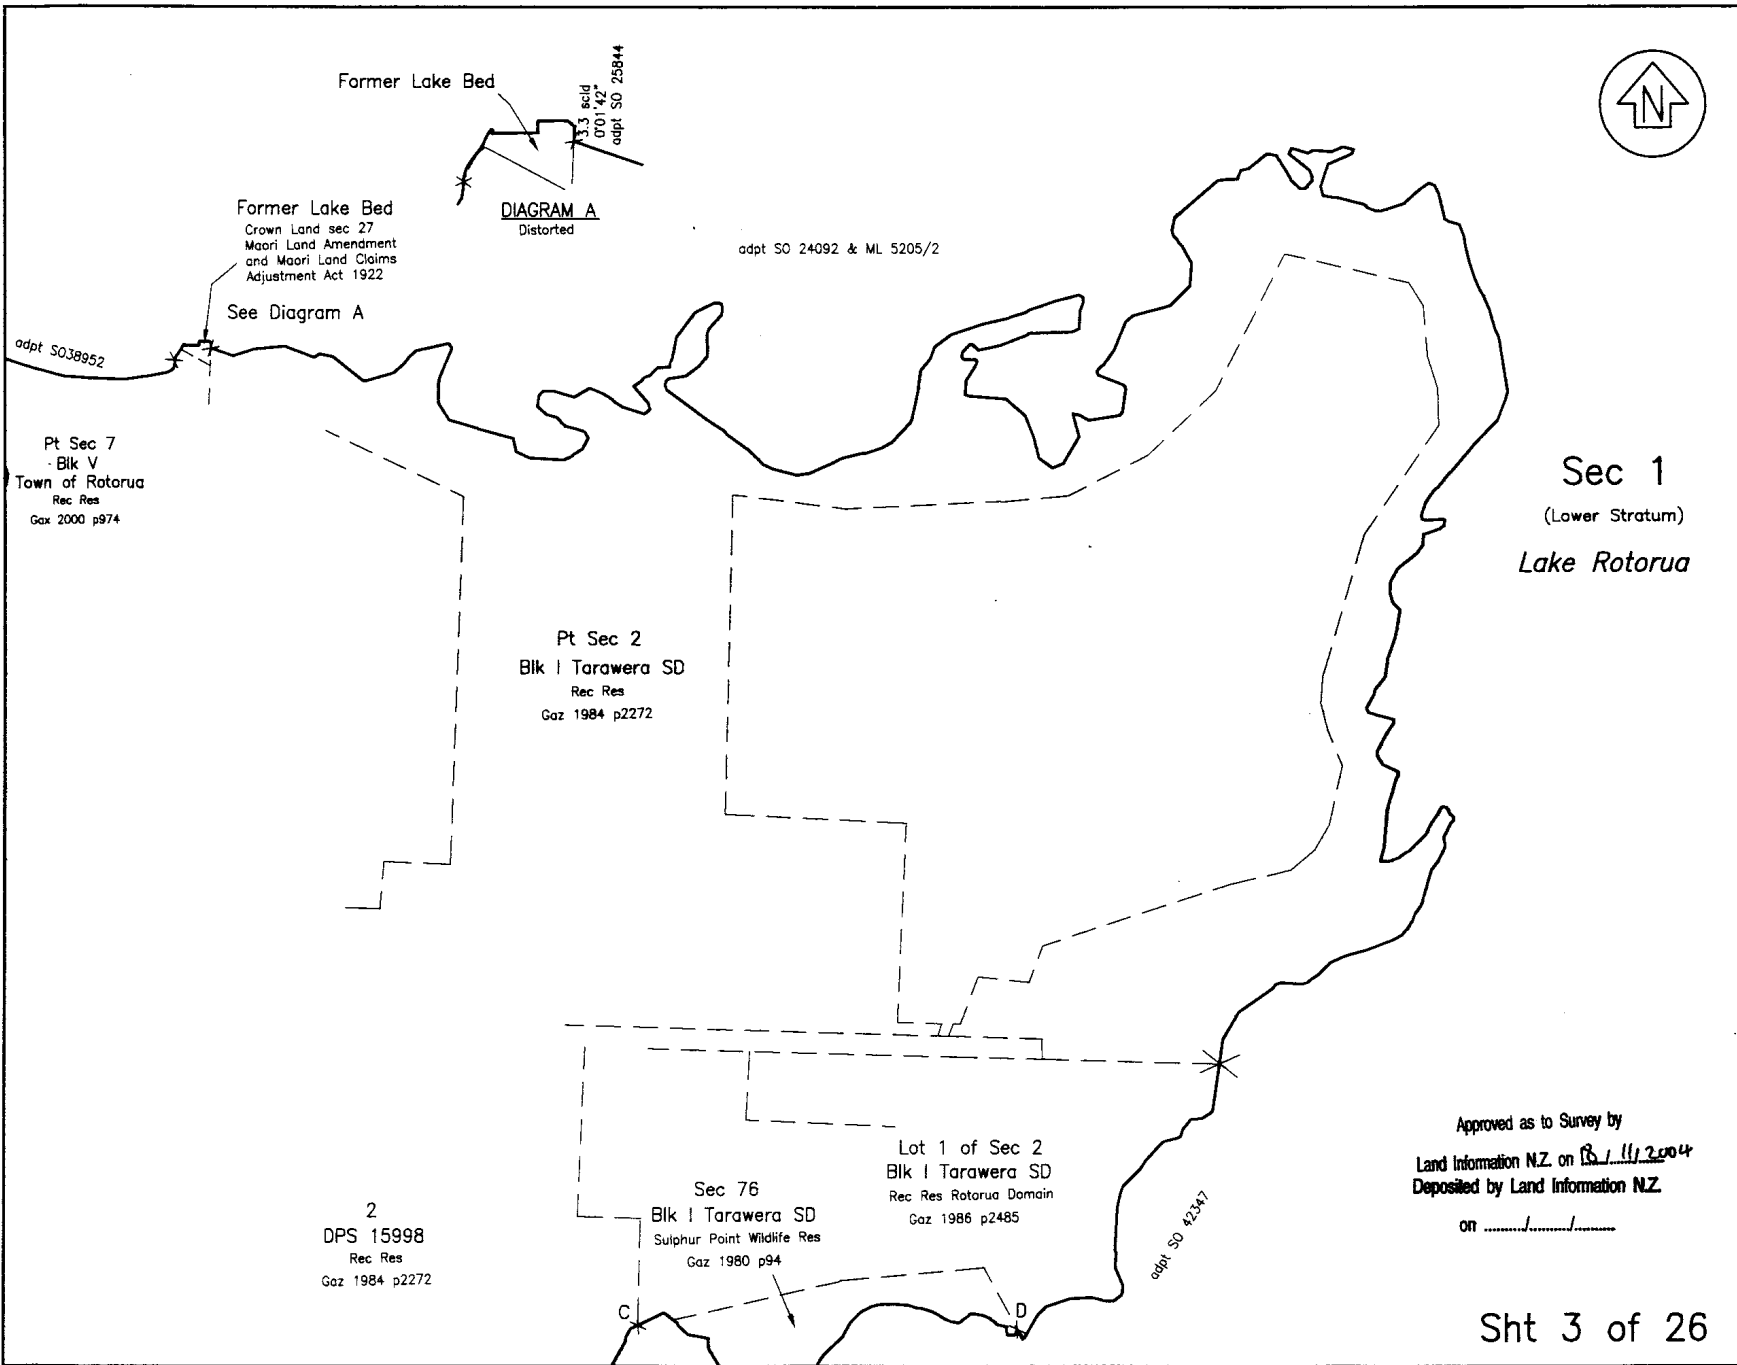 Former Lake Bed
3.3 scld
0°01'42"
adpt SO 25844
N
DIAGRAM A
Distorted
Former Lake Bed
Crown Land sec 27
Maori Land Amendment
and Maori Land Claims
Adjustment Act 1922
See Diagram A
adpt SO 24092 & ML 5205/2
adpt SO38952
Pt Sec 7
Blk V
Town of Rotorua
Rec Res
Gax 2000 p974
Sec 1
(Lower Stratum)
Lake Rotorua
Pt Sec 2
Blk I Tarawera SD
Rec Res
Gaz 1984 p2272
Lot 1 of Sec 2
Blk I Tarawera SD
Rec Res Rotorua Domain
Gaz 1986 p2485
Sec 76
Blk I Tarawera SD
Sulphur Point Wildlife Res
Gaz 1980 p94
2
DPS 15998
Rec Res
Gaz 1984 p2272
adpt SO 42347
C
D
Approved as to Survey by
Land Information N.Z. on 18/11/2004
Deposited by Land Information N.Z.
on ........../........../..........
Sht 3 of 26